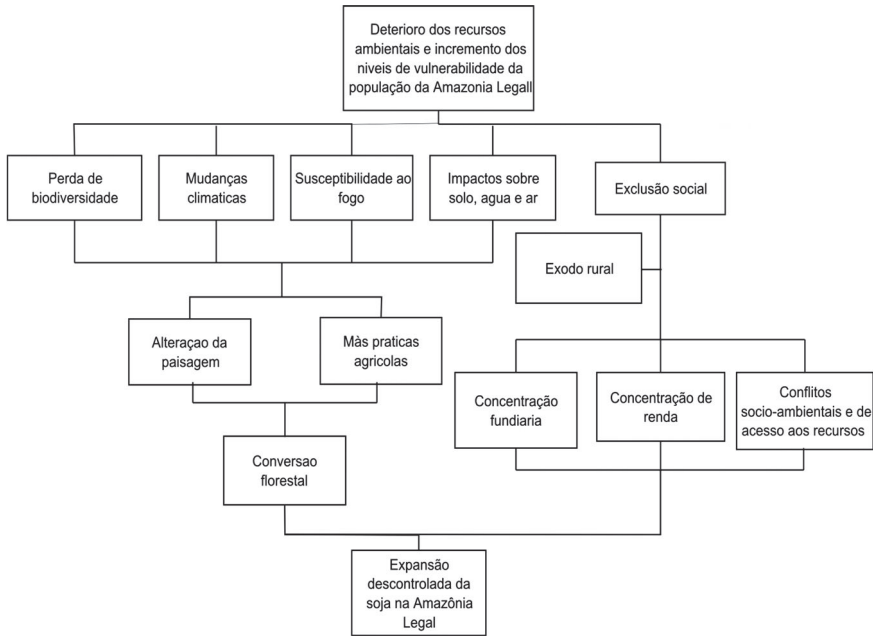 Deterioro dos recursos
ambientais e incremento dos
niveis de vulnerabilidade da
população da Amazonia Legall
Perda de
biodiversidade
Mudanças
climaticas
Susceptibilidade ao
fogo
Impactos sobre
solo, agua e ar
Exclusão social
Exodo rural
Alteraçao da
paisagem
Màs praticas
agricolas
Concentração
fundiaria
Concentração de
renda
Conflitos
socio-ambientais e de
acesso aos recursos
Conversao
florestal
Expansão
descontrolada da
soja na Amazônia
Legal